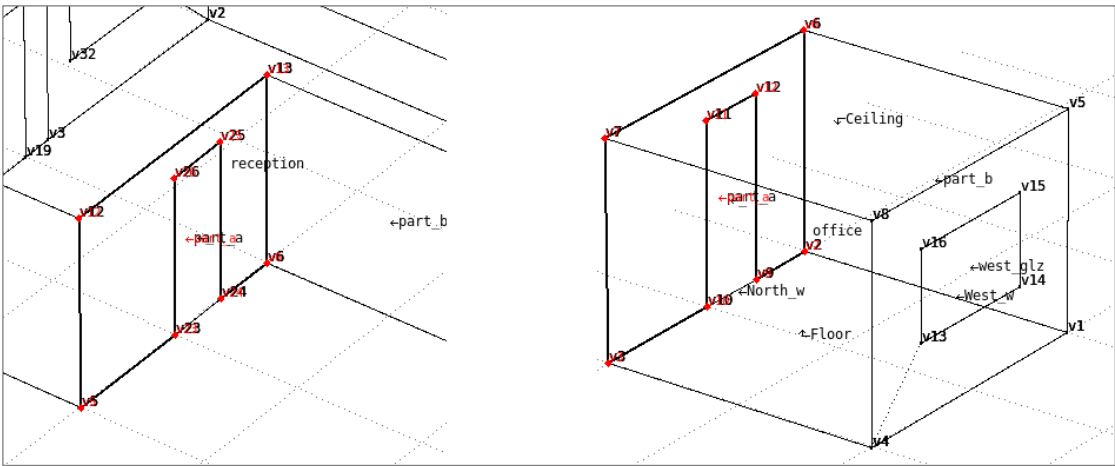 v2
v32
v3
v19
v13
v25
reception
v26
v12
part_b
part_a
v6
v24
v23
v5
v6
v12
v11
v5
Ceiling
v7
part_b
v15
part_a
v8
office
v16
v2
west_glz
v9
v14
North_w
West_w
v10
v1
Floor
v13
v3
v4